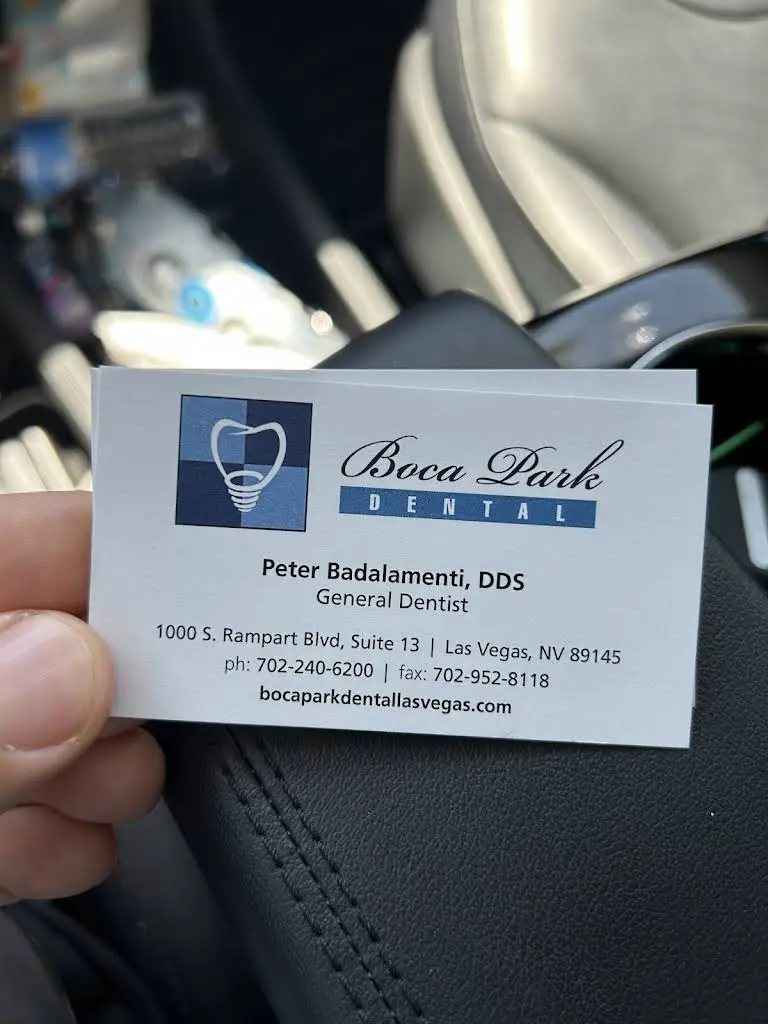 Boca Park
DENTAL
Peter Badalamenti, DDS
General Dentist
1000 S. Rampart Blvd, Suite 13 | Las Vegas, NV 89145
ph: 702-240-6200 | fax: 702-952-8118
bocaparkdentallasvegas.com